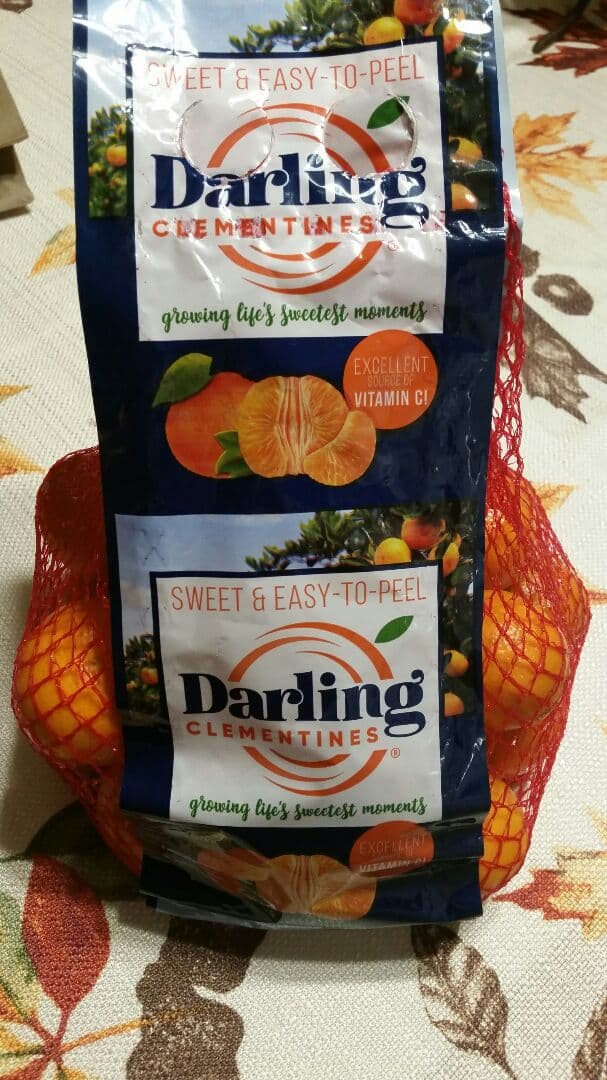 SWEET & EASY-TO-PEEL
Darling
CLEMENTINES®
growing life's sweetest moments
EXCELLENT
SOURCE OF
VITAMIN C!
SWEET & EASY-TO-PEEL
Darling
CLEMENTINES®
growing life's sweetest moments
EXCELLENT
VITAMIN C!